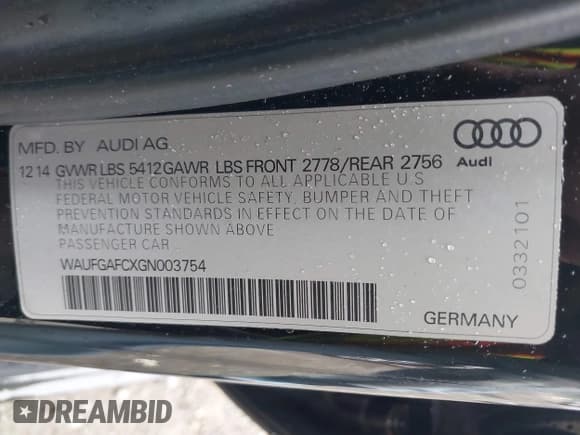 MFD. BY AUDI AG
12 14 GVWR LBS 5412 GAWR LBS FRONT 2778/REAR 2756
THIS VEHICLE CONFORMS TO ALL APPLICABLE U S
FEDERAL MOTOR VEHICLE SAFETY, BUMPER AND THEFT
PREVENTION STANDARDS IN EFFECT ON THE DATE OF
MANUFACTURE SHOWN ABOVE
PASSENGER CAR
WAUFGAFCXGN003754
Audi
0332101
GERMANY
DREAMBID